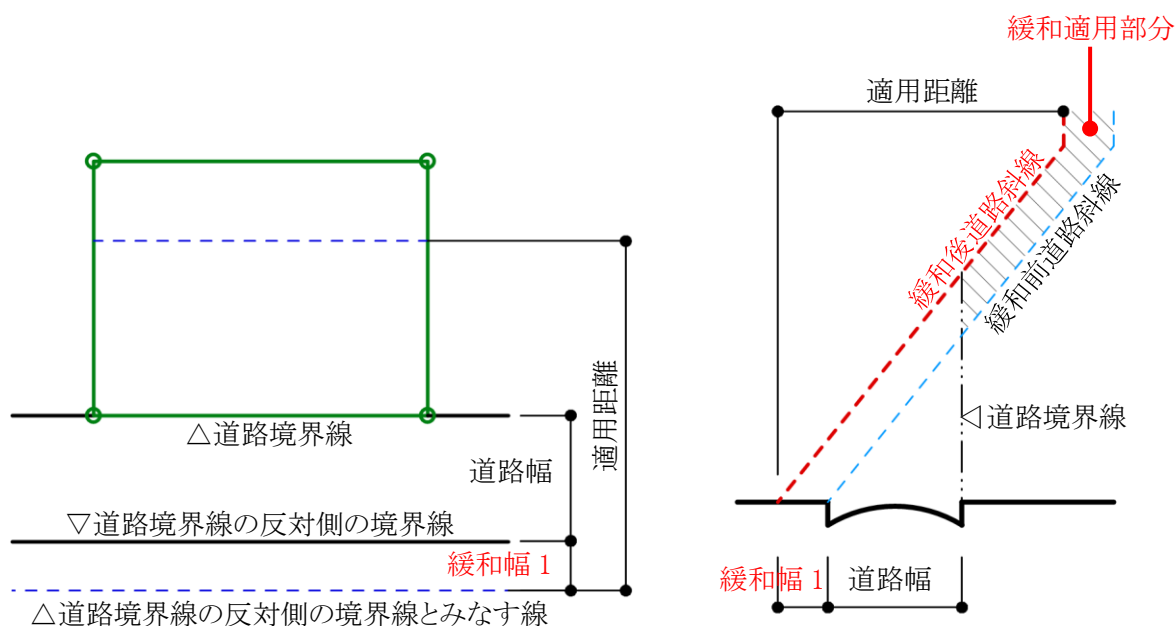 △道路境界線
道路幅
適用距離
▽道路境界線の反対側の境界線
緩和幅 1
△道路境界線の反対側の境界線とみなす線
緩和適用部分
適用距離
緩和後道路斜線
緩和前道路斜線
◁道路境界線
緩和幅 1
道路幅